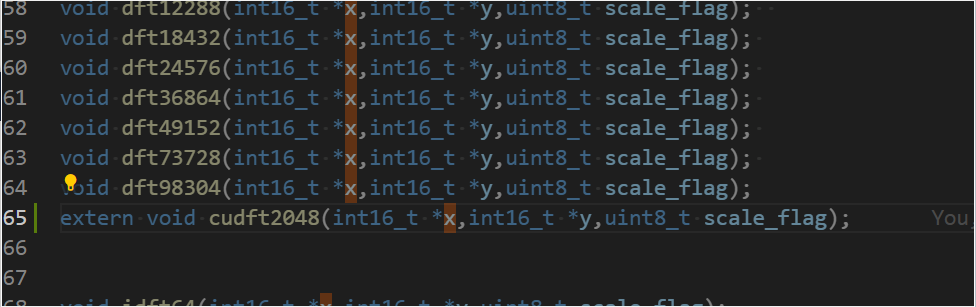 58 void dft12288(int16_t *x,int16_t *y,uint8_t scale_flag);
59 void dft18432(int16_t *x,int16_t *y,uint8_t scale_flag);
60 void dft24576(int16_t *x,int16_t *y,uint8_t scale_flag);
61 void dft36864(int16_t *x,int16_t *y,uint8_t scale_flag);
62 void dft49152(int16_t *x,int16_t *y,uint8_t scale_flag);
63 void dft73728(int16_t *x,int16_t *y,uint8_t scale_flag);
64 void dft98304(int16_t *x,int16_t *y,uint8_t scale_flag);
65 extern void cudft2048(int16_t *x,int16_t *y,uint8_t scale_flag); You,
66
67
68 void idft64(int16_t *x,int16_t *y,uint8_t scale_flag);